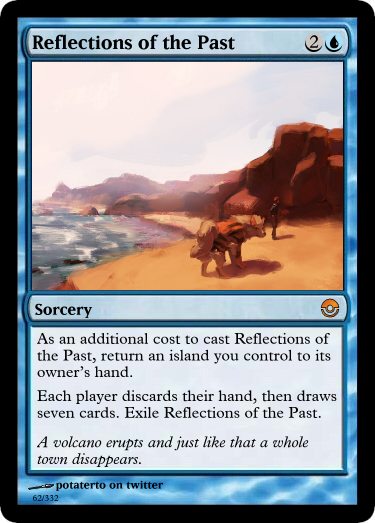 Reflections of the Past 2
Sorcery
As an additional cost to cast Reflections of
the Past, return an island you control to its
owner's hand.
Each player discards their hand, then draws
seven cards. Exile Reflections of the Past.
A volcano erupts and just like that a whole
town disappears.
potaterto on twitter
62/332